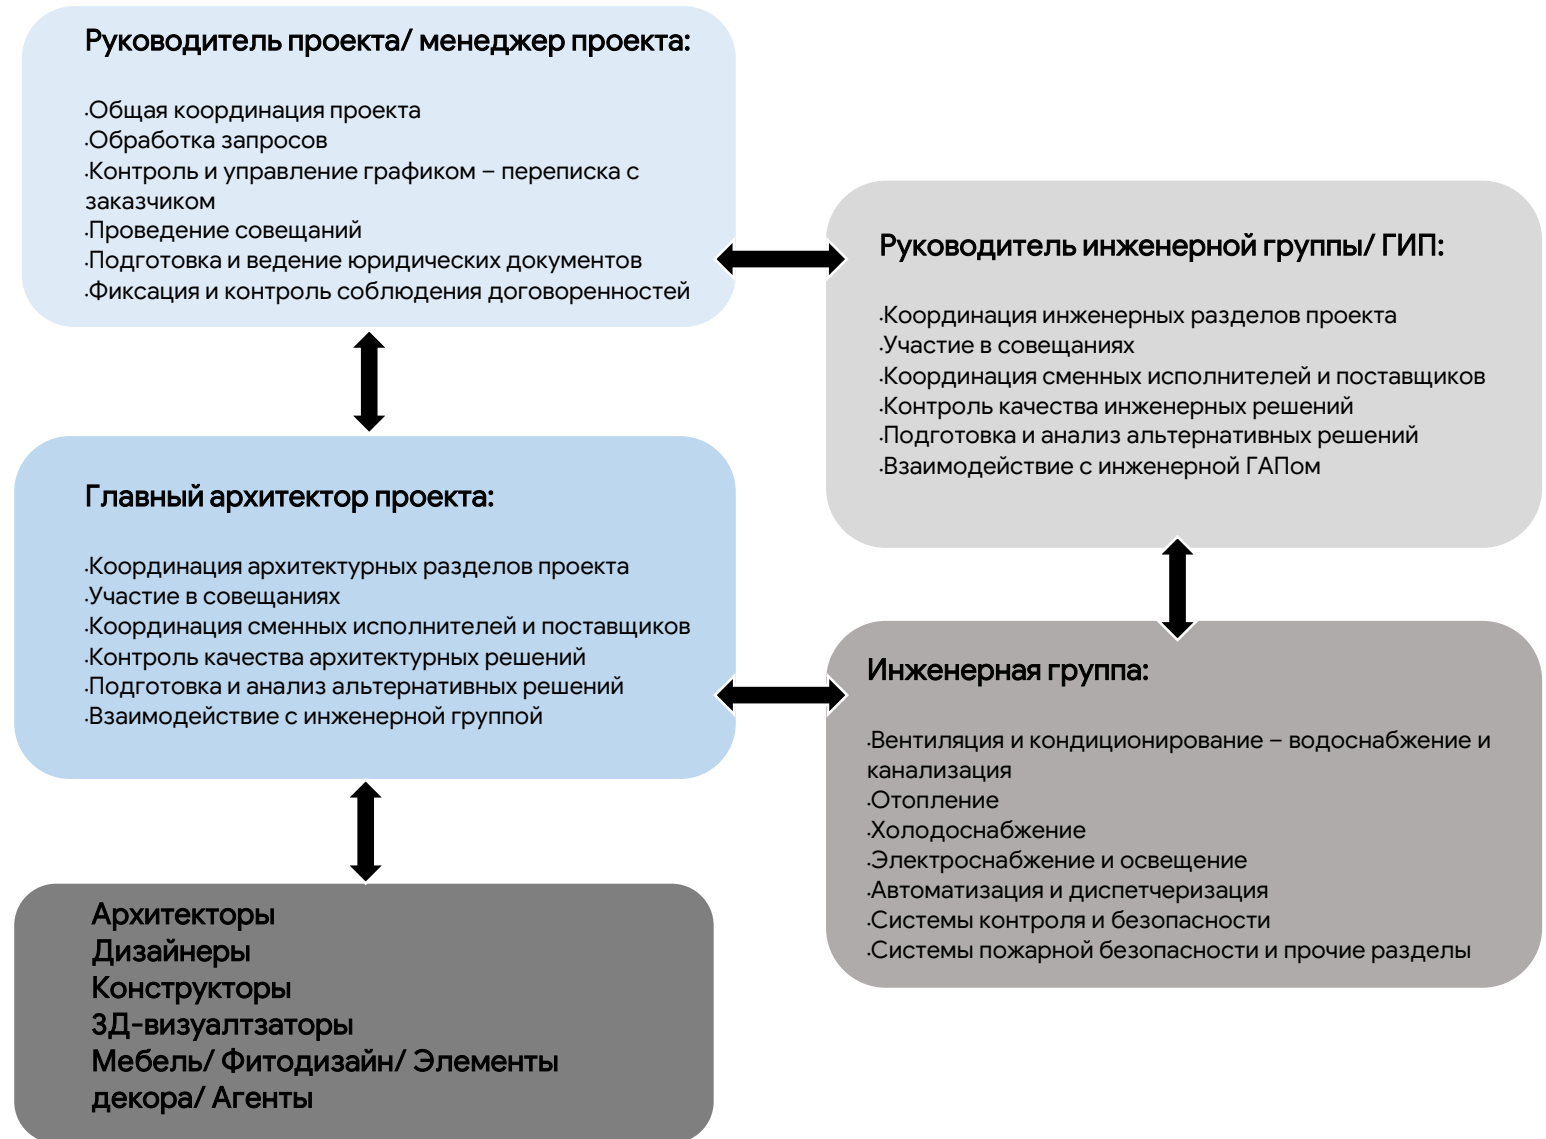 Руководитель проекта/ менеджер проекта:
·Общая координация проекта
·Обработка запросов
·Контроль и управление графиком – переписка с
заказчиком
·Проведение совещаний
·Подготовка и ведение юридических документов
·Фиксация и контроль соблюдения договоренностей
Руководитель инженерной группы/ ГИП:
·Координация инженерных разделов проекта
·Участие в совещаниях
·Координация сменных исполнителей и поставщиков
·Контроль качества инженерных решений
·Подготовка и анализ альтернативных решений
·Взаимодействие с инженерной ГАПом
Главный архитектор проекта:
·Координация архитектурных разделов проекта
·Участие в совещаниях
·Координация сменных исполнителей и поставщиков
·Контроль качества архитектурных решений
·Подготовка и анализ альтернативных решений
·Взаимодействие с инженерной группой
Инженерная группа:
·Вентиляция и кондиционирование – водоснабжение и
канализация
·Отопление
·Холодоснабжение
·Электроснабжение и освещение
·Автоматизация и диспетчеризация
·Системы контроля и безопасности
·Системы пожарной безопасности и прочие разделы
Архитекторы
Дизайнеры
Конструкторы
3Д-визуалтзаторы
Мебель/ Фитодизайн/ Элементы
декора/ Агенты